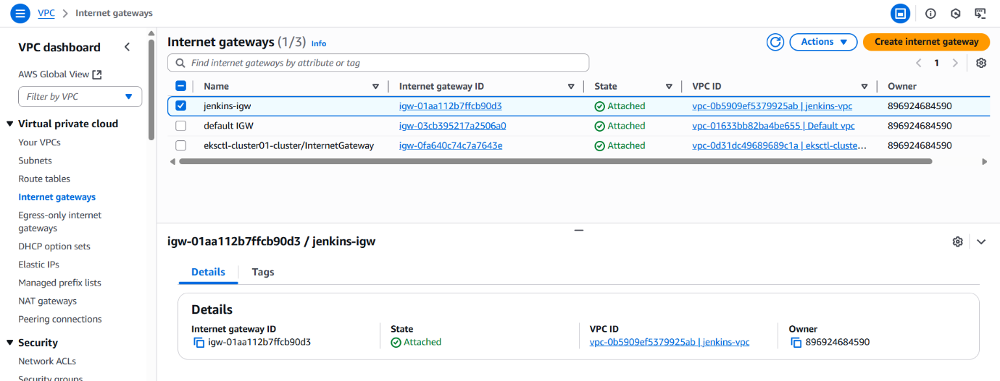 VPC > Internet gateways
VPC dashboard
AWS Global View
Filter by VPC
Virtual private cloud
Your VPCs
Subnets
Route tables
Internet gateways
Egress-only internet
gateways
DHCP option sets
Elastic IPs
Managed prefix lists
NAT gateways
Peering connections
Security
Network ACLs
Security groups
Internet gateways (1/3) Info
Actions
Create internet gateway
Find internet gateways by attribute or tag
1
Name Internet gateway ID State VPC ID Owner
jenkins-igw igw-01aa112b7ffcb90d3 Attached vpc-0b5909ef5379925ab | jenkins-vpc 896924684590
default IGW igw-03cb395217a2506a0 Attached vpc-01633bb82ba4be655 | Default vpc 896924684590
eksctl-cluster01-cluster/InternetGateway igw-0fa640c74c7a7643e Attached vpc-0d31dc49689689c1a | eksctl-cluste... 896924684590
igw-01aa112b7ffcb90d3 / jenkins-igw
Details Tags
Details
Internet gateway ID State VPC ID Owner
igw-01aa112b7ffcb90d3 Attached vpc-0b5909ef5379925ab | jenkins-vpc 896924684590